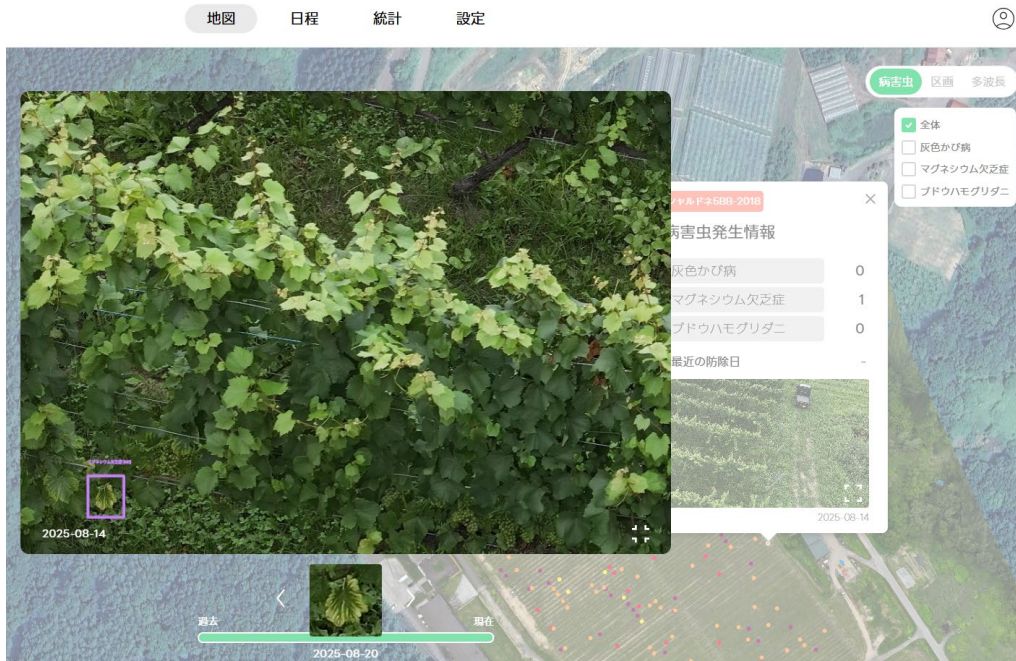 地図 日程 統計 設定
病害虫 区画 多波長
全体
灰色かび病
マグネシウム欠乏症
ブドウハモグリダニ
ャルドネ5BB-2018
病害虫発生情報
灰色かび病 0
マグネシウム欠乏症 1
ブドウハモグリダニ 0
最近の防除日 -
2025-08-14
2025-08-14
過去 現在
2025-08-20